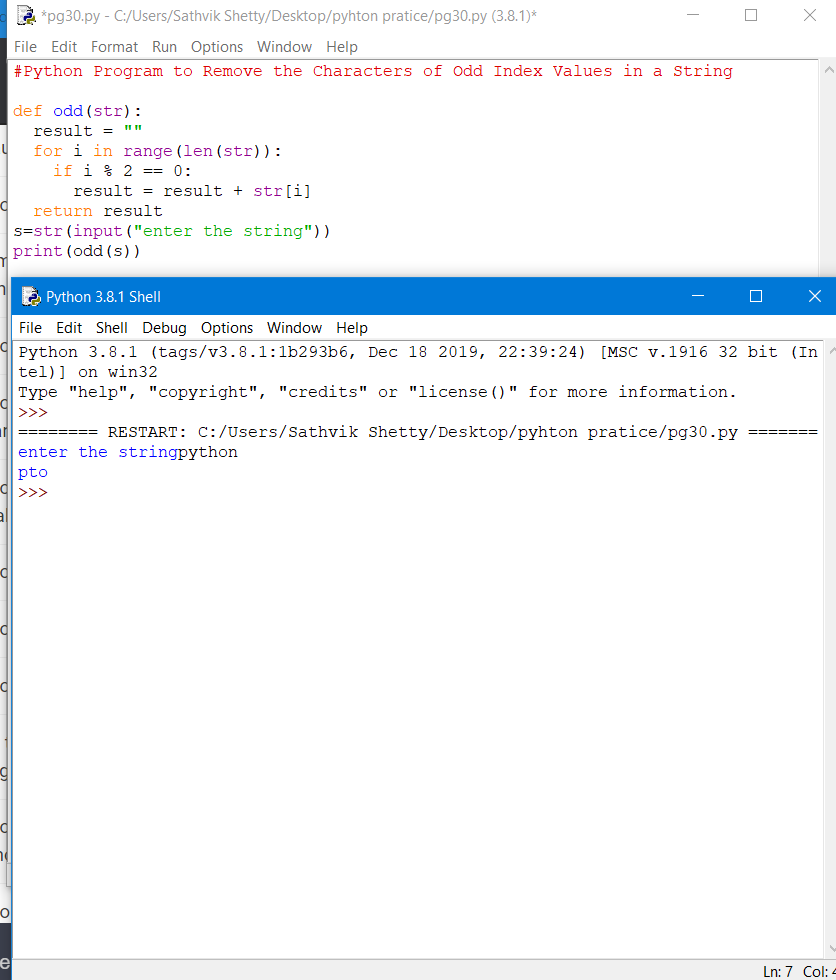 *pg30.py - C:/Users/Sathvik Shetty/Desktop/pyhton pratice/pg30.py (3.8.1)*
File Edit Format Run Options Window Help
#Python Program to Remove the Characters of Odd Index Values in a String
def odd(str):
  result = ""
  for i in range(len(str)):
    if i % 2 == 0:
      result = result + str[i]
  return result
s=str(input("enter the string"))
print(odd(s))
Python 3.8.1 Shell
File Edit Shell Debug Options Window Help
Python 3.8.1 (tags/v3.8.1:1b293b6, Dec 18 2019, 22:39:24) [MSC v.1916 32 bit (In
tel)] on win32
Type "help", "copyright", "credits" or "license()" for more information.
>>>
======== RESTART: C:/Users/Sathvik Shetty/Desktop/pyhton pratice/pg30.py =======
enter the stringpython
pto
>>>
Ln: 7 Col: 4